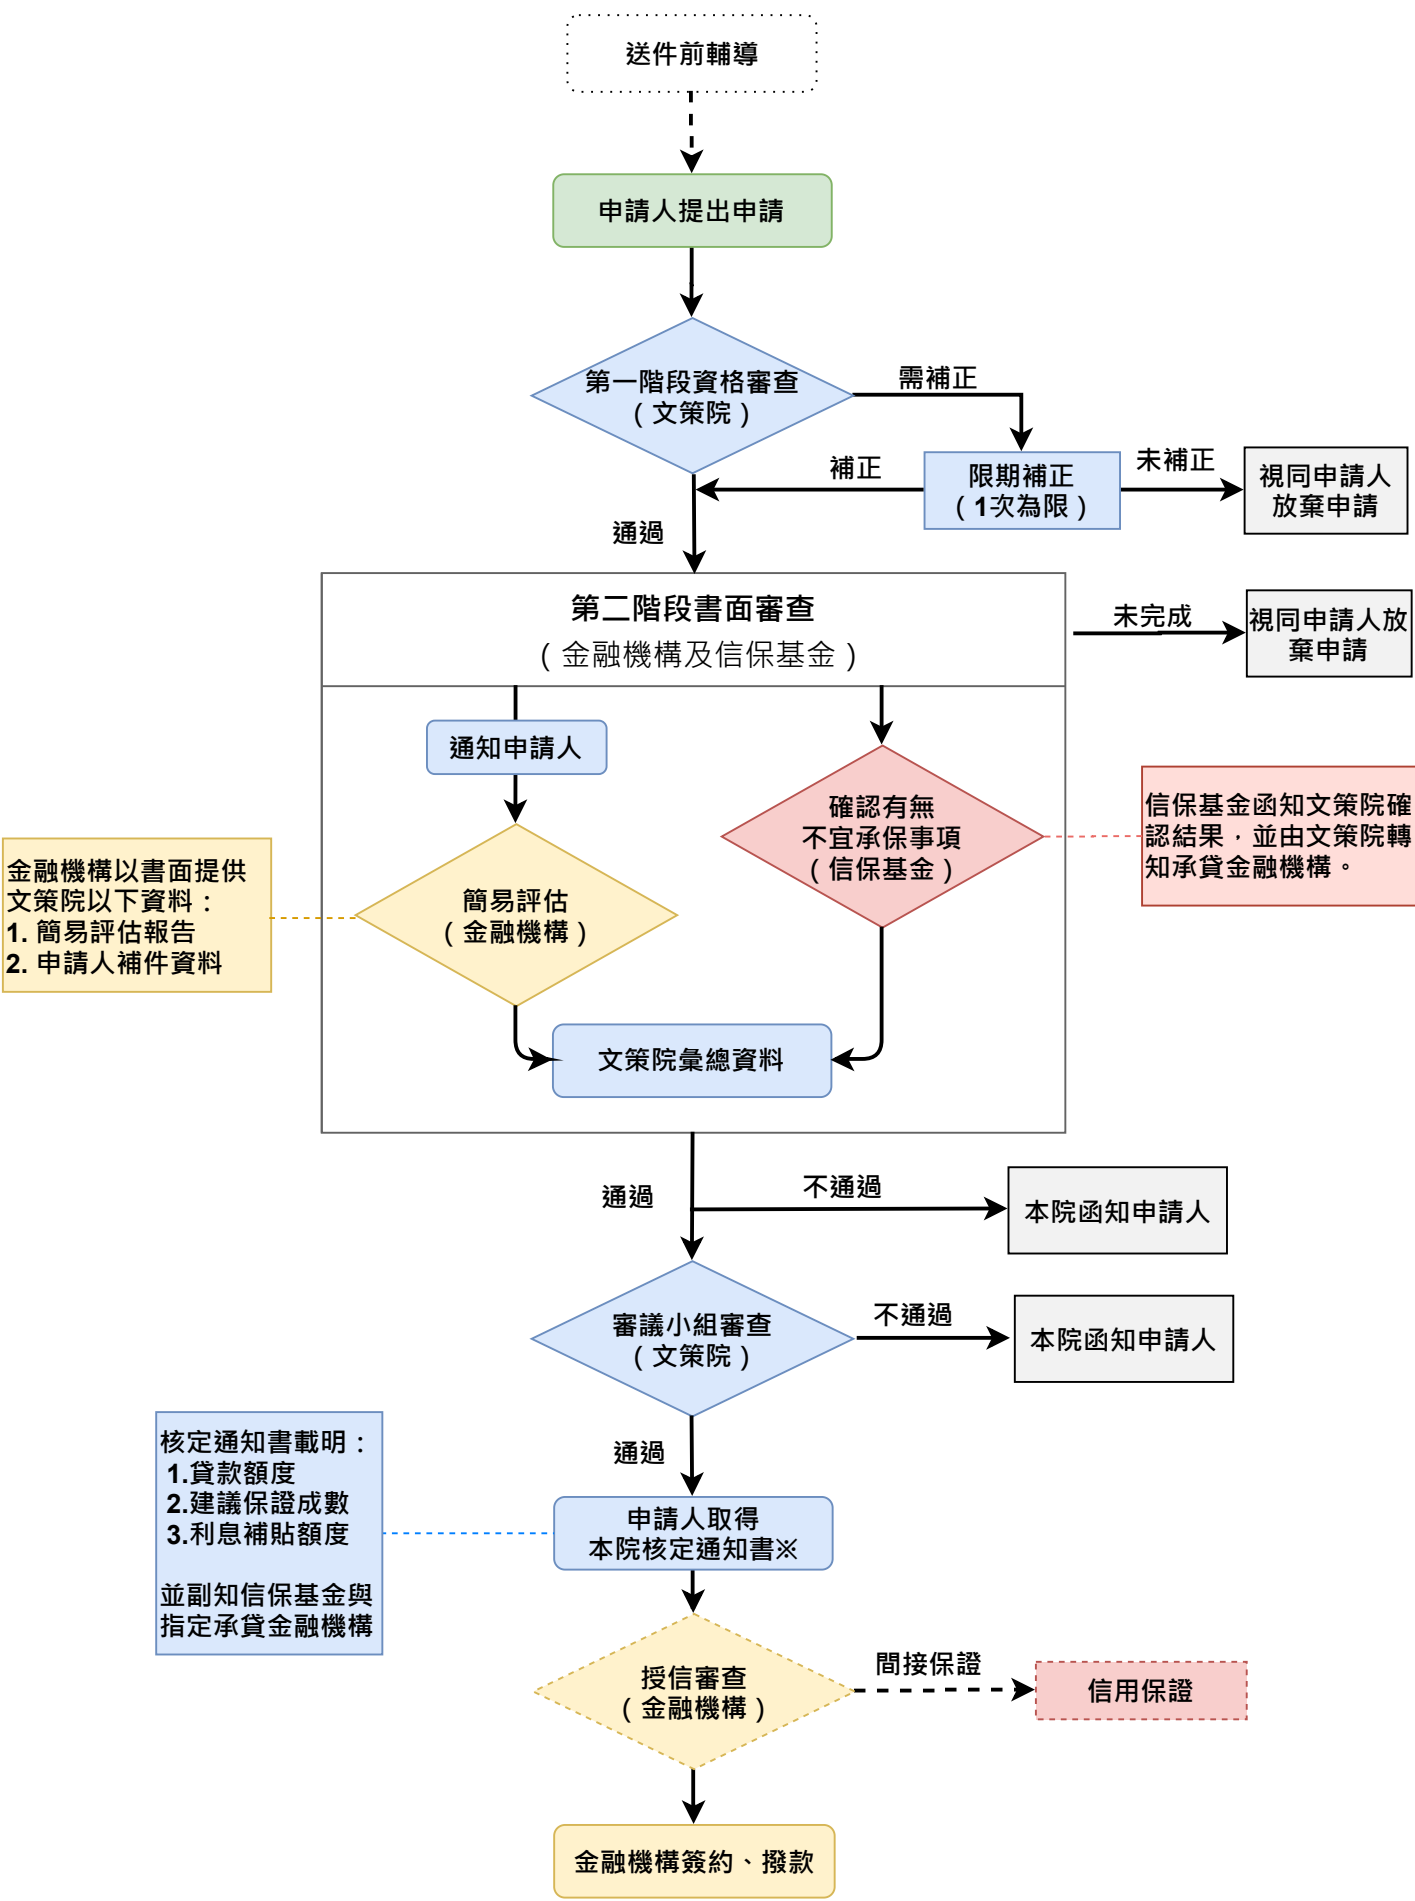 送件前輔導
申請人提出申請
第一階段資格審查
（文策院）
需補正
限期補正
（1次為限）
補正
未補正
視同申請人
放棄申請
通過
第二階段書面審查
（金融機構及信保基金）
未完成
視同申請人放
棄申請
通知申請人
確認有無
不宜承保事項
（信保基金）
信保基金函知文策院確
認結果，並由文策院轉
知承貸金融機構。
簡易評估
（金融機構）
金融機構以書面提供
文策院以下資料：
1. 簡易評估報告
2. 申請人補件資料
文策院彙總資料
通過
不通過
本院函知申請人
審議小組審查
（文策院）
不通過
本院函知申請人
通過
核定通知書載明：
1.貸款額度
2.建議保證成數
3.利息補貼額度
並副知信保基金與
指定承貸金融機構
申請人取得
本院核定通知書※
授信審查
（金融機構）
間接保證
信用保證
金融機構簽約、撥款